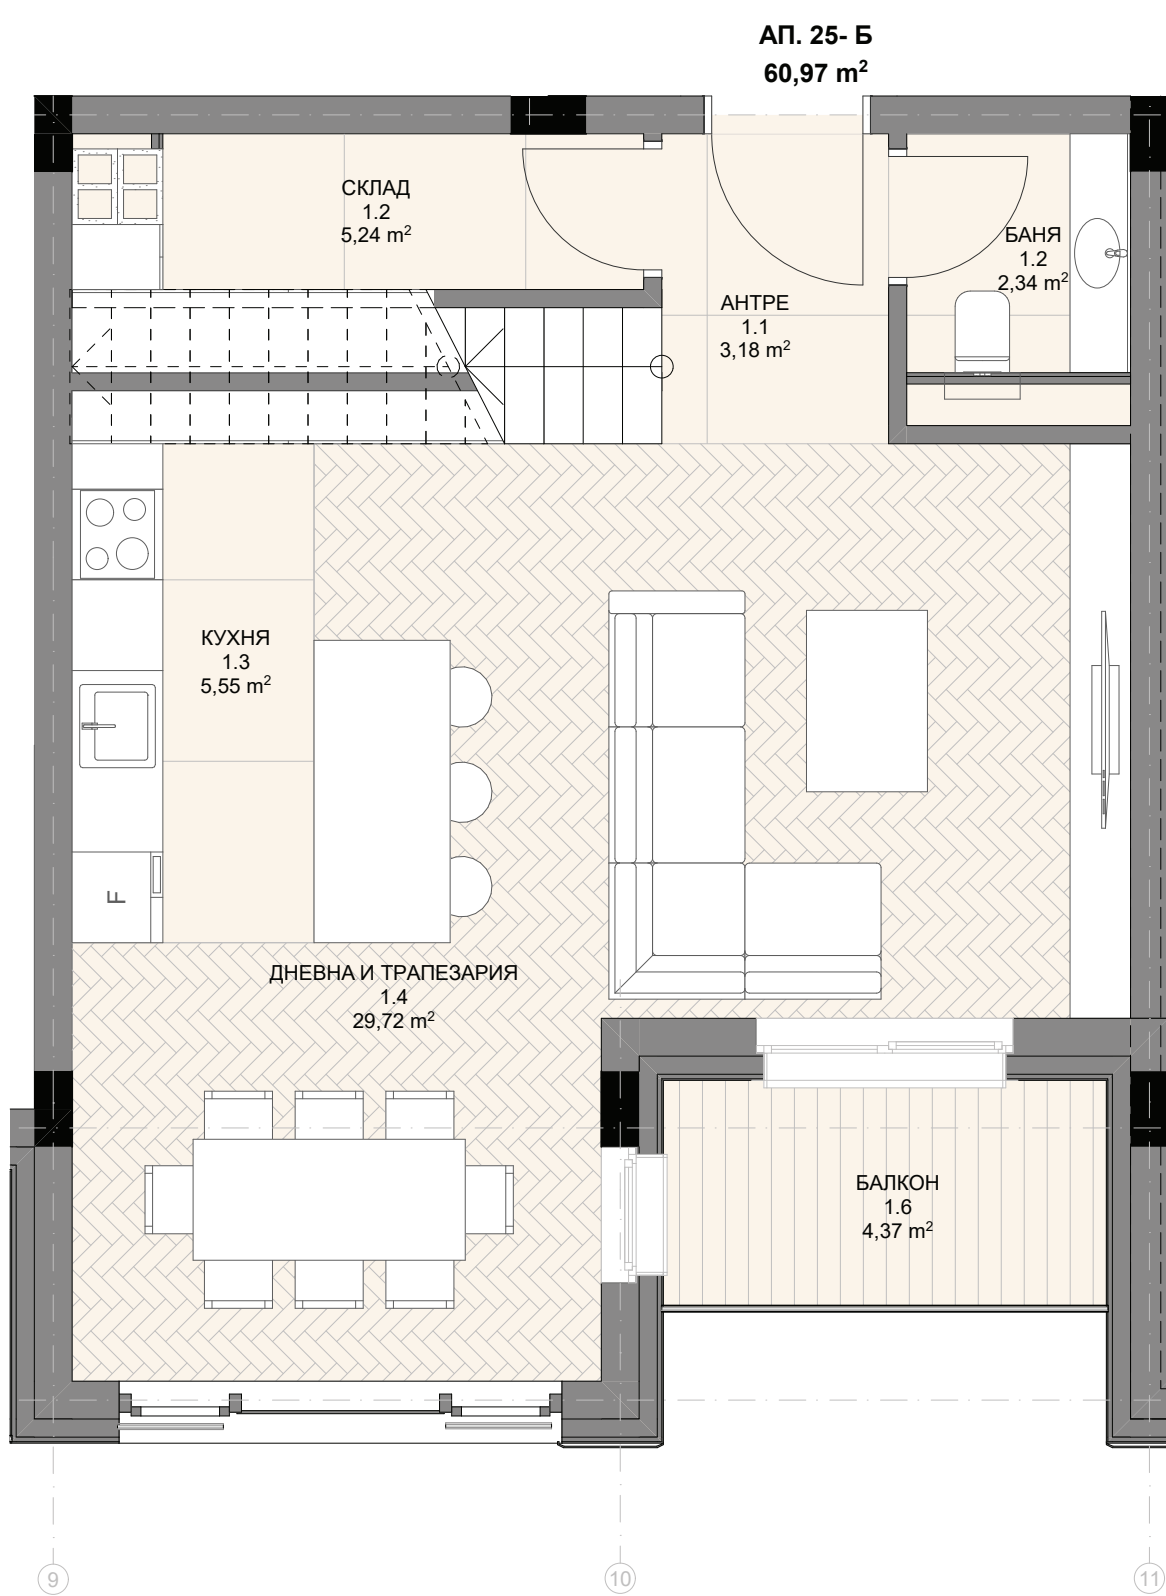 АП. 25- Б
60,97 m²
СКЛАД
1.2
5,24 m²
БАНЯ
1.2
2,34 m²
АНТРЕ
1.1
3,18 m²
КУХНЯ
1.3
5,55 m²
F
ДНЕВНА И ТРАПЕЗАРИЯ
1.4
29,72 m²
БАЛКОН
1.6
4,37 m²
9
10
11